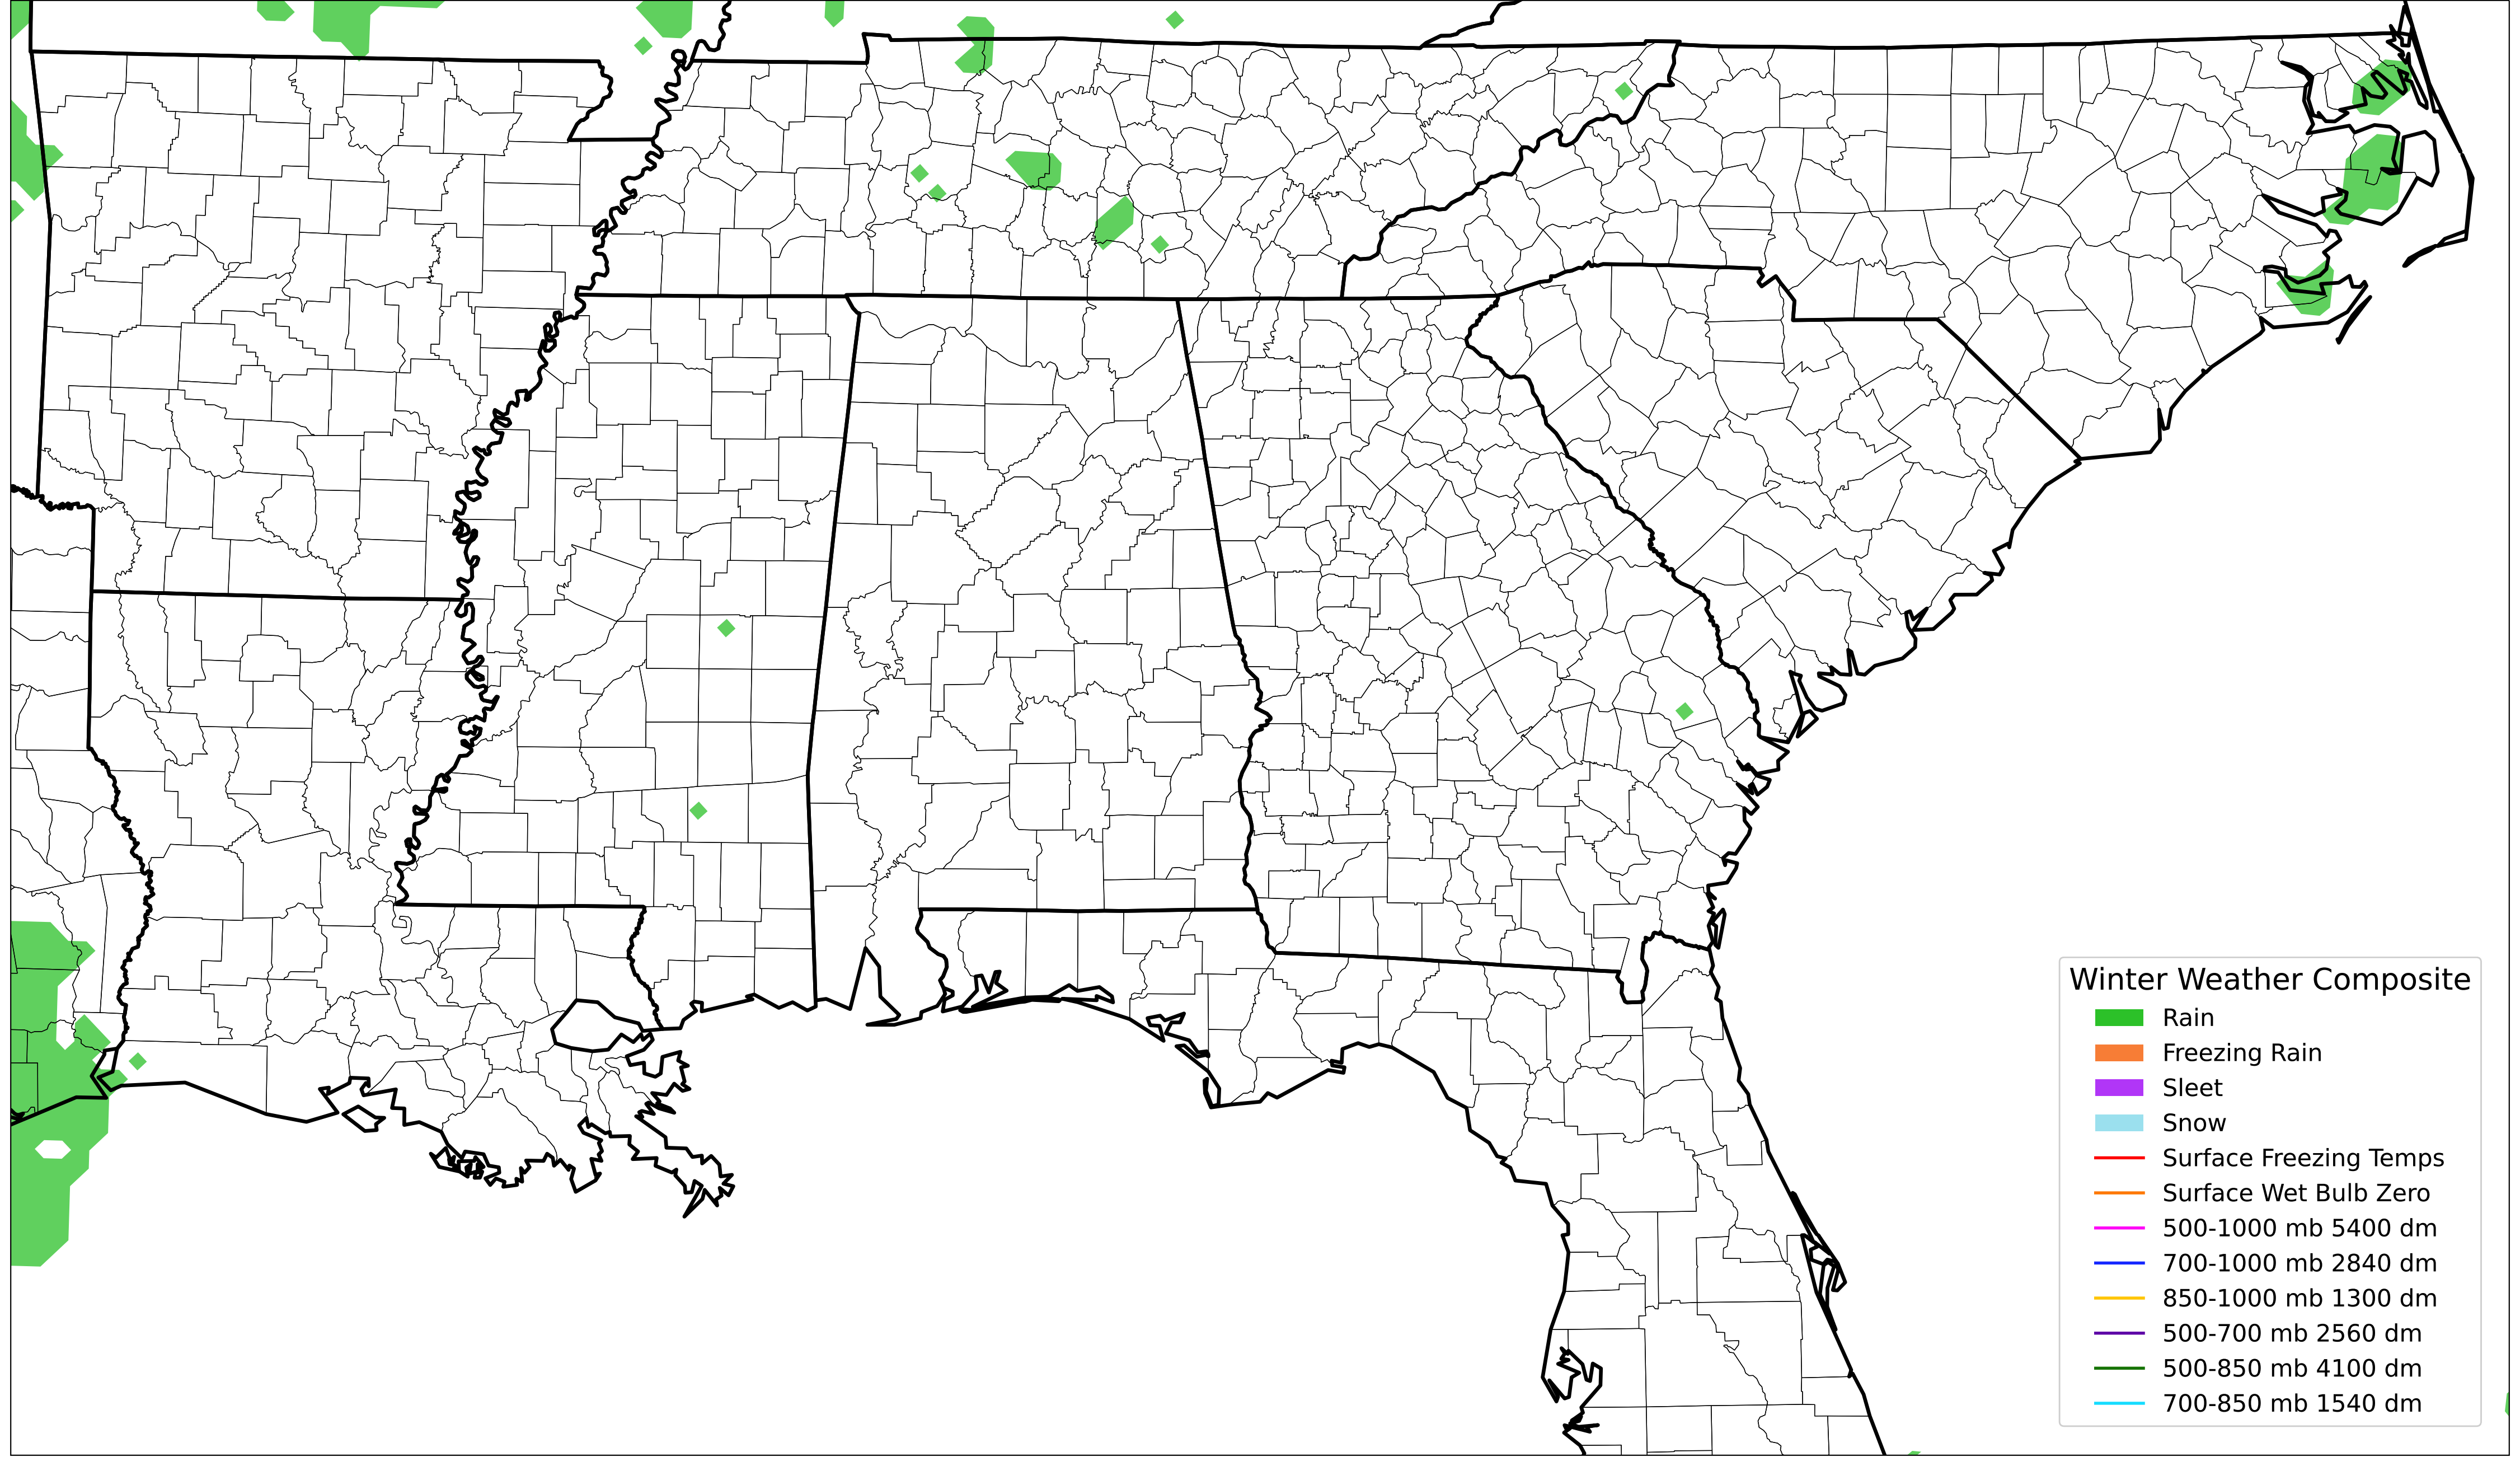 Winter Weather Composite
Rain
Freezing Rain
Sleet
Snow
Surface Freezing Temps
Surface Wet Bulb Zero
500-1000 mb 5400 dm
700-1000 mb 2840 dm
850-1000 mb 1300 dm
500-700 mb 2560 dm
500-850 mb 4100 dm
700-850 mb 1540 dm